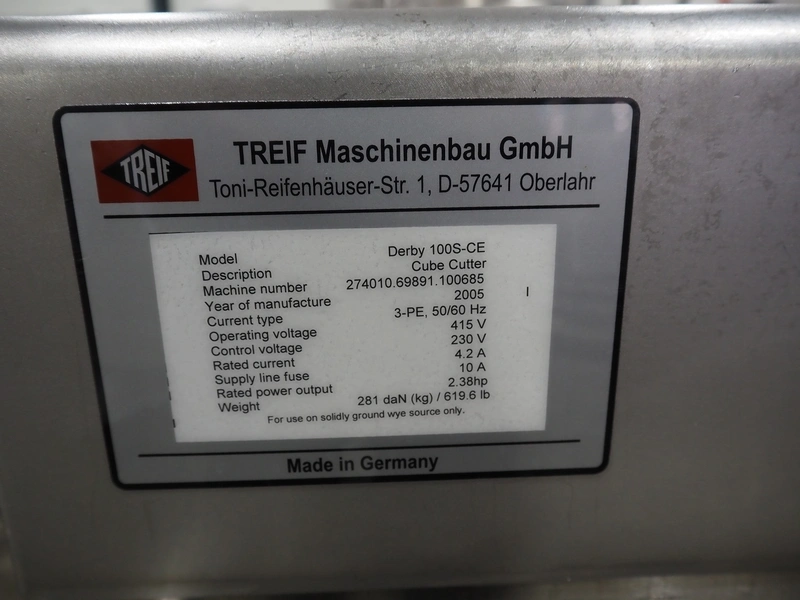 TREIF
TREIF Maschinenbau GmbH
Toni-Reifenhäuser-Str. 1, D-57641 Oberlahr
Model Derby 100S-CE
Description Cube Cutter
Machine number 274010.69891.100685
Year of manufacture 2005
Current type 3-PE, 50/60 Hz
Operating voltage 415 V
Control voltage 230 V
Rated current 4.2 A
Supply line fuse 10 A
Rated power output 2.38hp
Weight 281 daN (kg) / 619.6 lb
For use on solidly ground wye source only.
Made in Germany